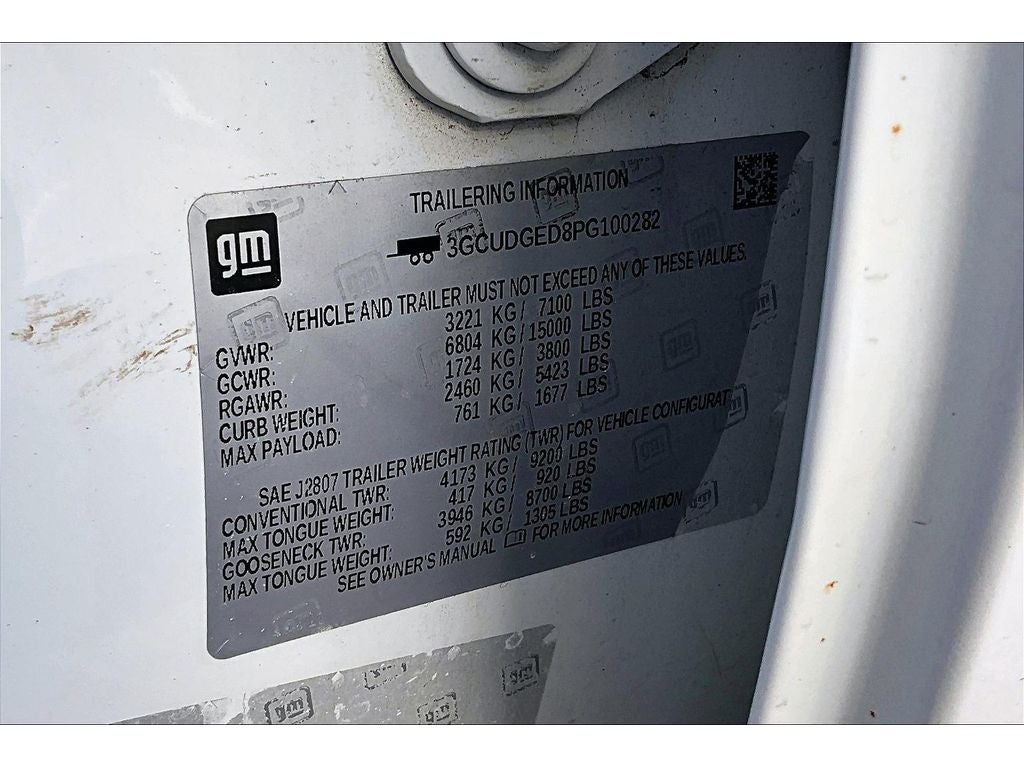 TRAILERING INFORMATION
gm
3GCUDGED8PG100282
VEHICLE AND TRAILER MUST NOT EXCEED ANY OF THESE VALUES.
GVWR: 3221 KG/ 7100 LBS
GCWR: 6804 KG/ 15000 LBS
RGAWR: 1724 KG/ 3800 LBS
CURB WEIGHT: 2460 KG/ 5423 LBS
MAX PAYLOAD: 761 KG/ 1677 LBS
SAE J2807 TRAILER WEIGHT RATING (TWR) FOR VEHICLE CONFIGURAT
CONVENTIONAL TWR: 4173 KG/ 9200 LBS
MAX TONGUE WEIGHT: 417 KG/ 920 LBS
GOOSENECK TWR: 3946 KG/ 8700 LBS
MAX TONGUE WEIGHT: 592 KG/ 1305 LBS
SEE OWNER'S MANUAL FOR MORE INFORMATION
gm
gm
gm